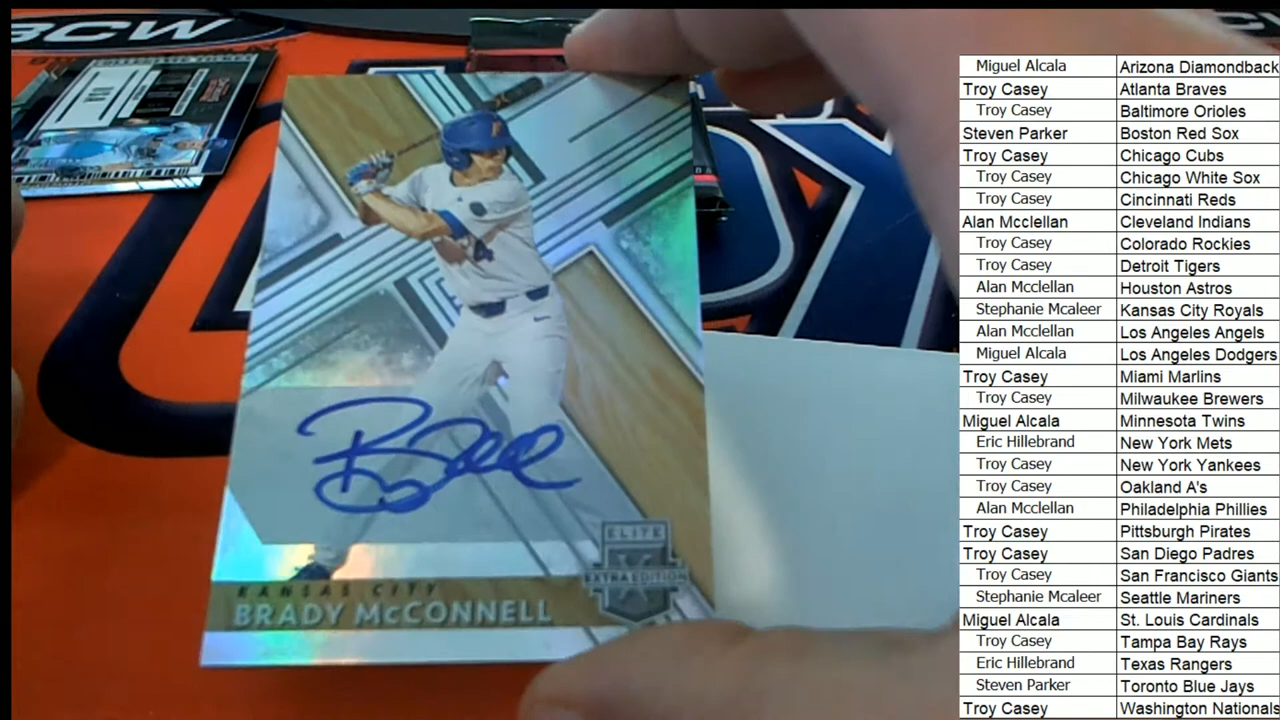 BCW
USA
4
KANSAS CITY
BRADY McCONNELL
ELITE
EXTRA EDITION
Miguel Alcala Arizona Diamondback
Troy Casey Atlanta Braves
Troy Casey Baltimore Orioles
Steven Parker Boston Red Sox
Troy Casey Chicago Cubs
Troy Casey Chicago White Sox
Troy Casey Cincinnati Reds
Alan Mcclellan Cleveland Indians
Troy Casey Colorado Rockies
Troy Casey Detroit Tigers
Alan Mcclellan Houston Astros
Stephanie Mcaleer Kansas City Royals
Alan Mcclellan Los Angeles Angels
Miguel Alcala Los Angeles Dodgers
Troy Casey Miami Marlins
Troy Casey Milwaukee Brewers
Miguel Alcala Minnesota Twins
Eric Hillebrand New York Mets
Troy Casey New York Yankees
Troy Casey Oakland A's
Alan Mcclellan Philadelphia Phillies
Troy Casey Pittsburgh Pirates
Troy Casey San Diego Padres
Troy Casey San Francisco Giants
Stephanie Mcaleer Seattle Mariners
Miguel Alcala St. Louis Cardinals
Troy Casey Tampa Bay Rays
Eric Hillebrand Texas Rangers
Steven Parker Toronto Blue Jays
Troy Casey Washington Nationals